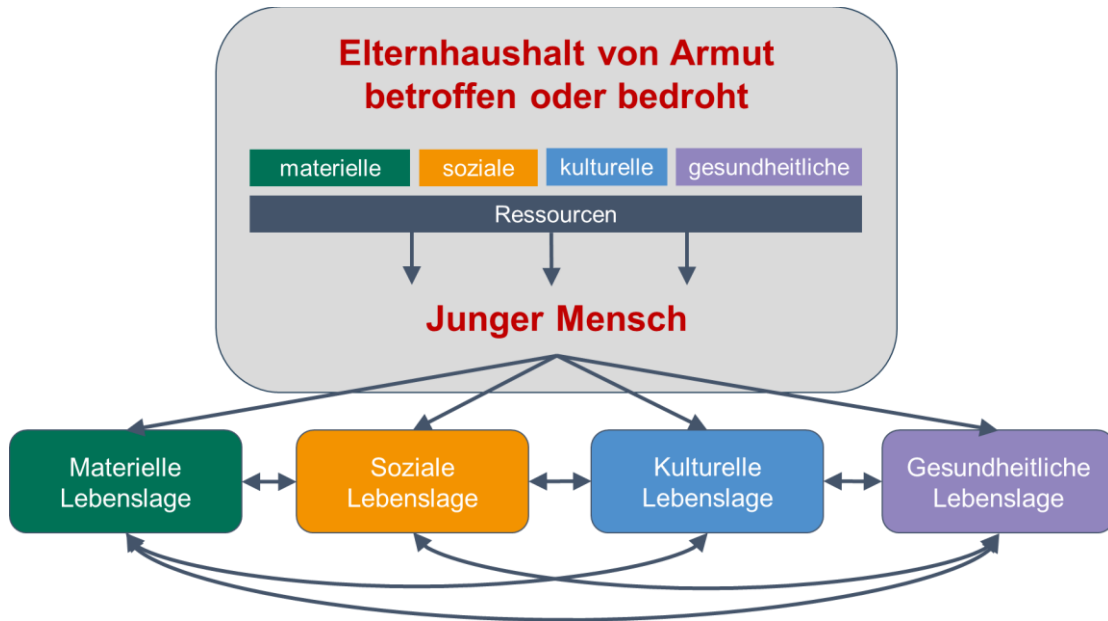 Elternhaushalt von Armut
betroffen oder bedroht
materielle
soziale
kulturelle
gesundheitliche
Ressourcen
Junger Mensch
Materielle
Lebenslage
Soziale
Lebenslage
Kulturelle
Lebenslage
Gesundheitliche
Lebenslage